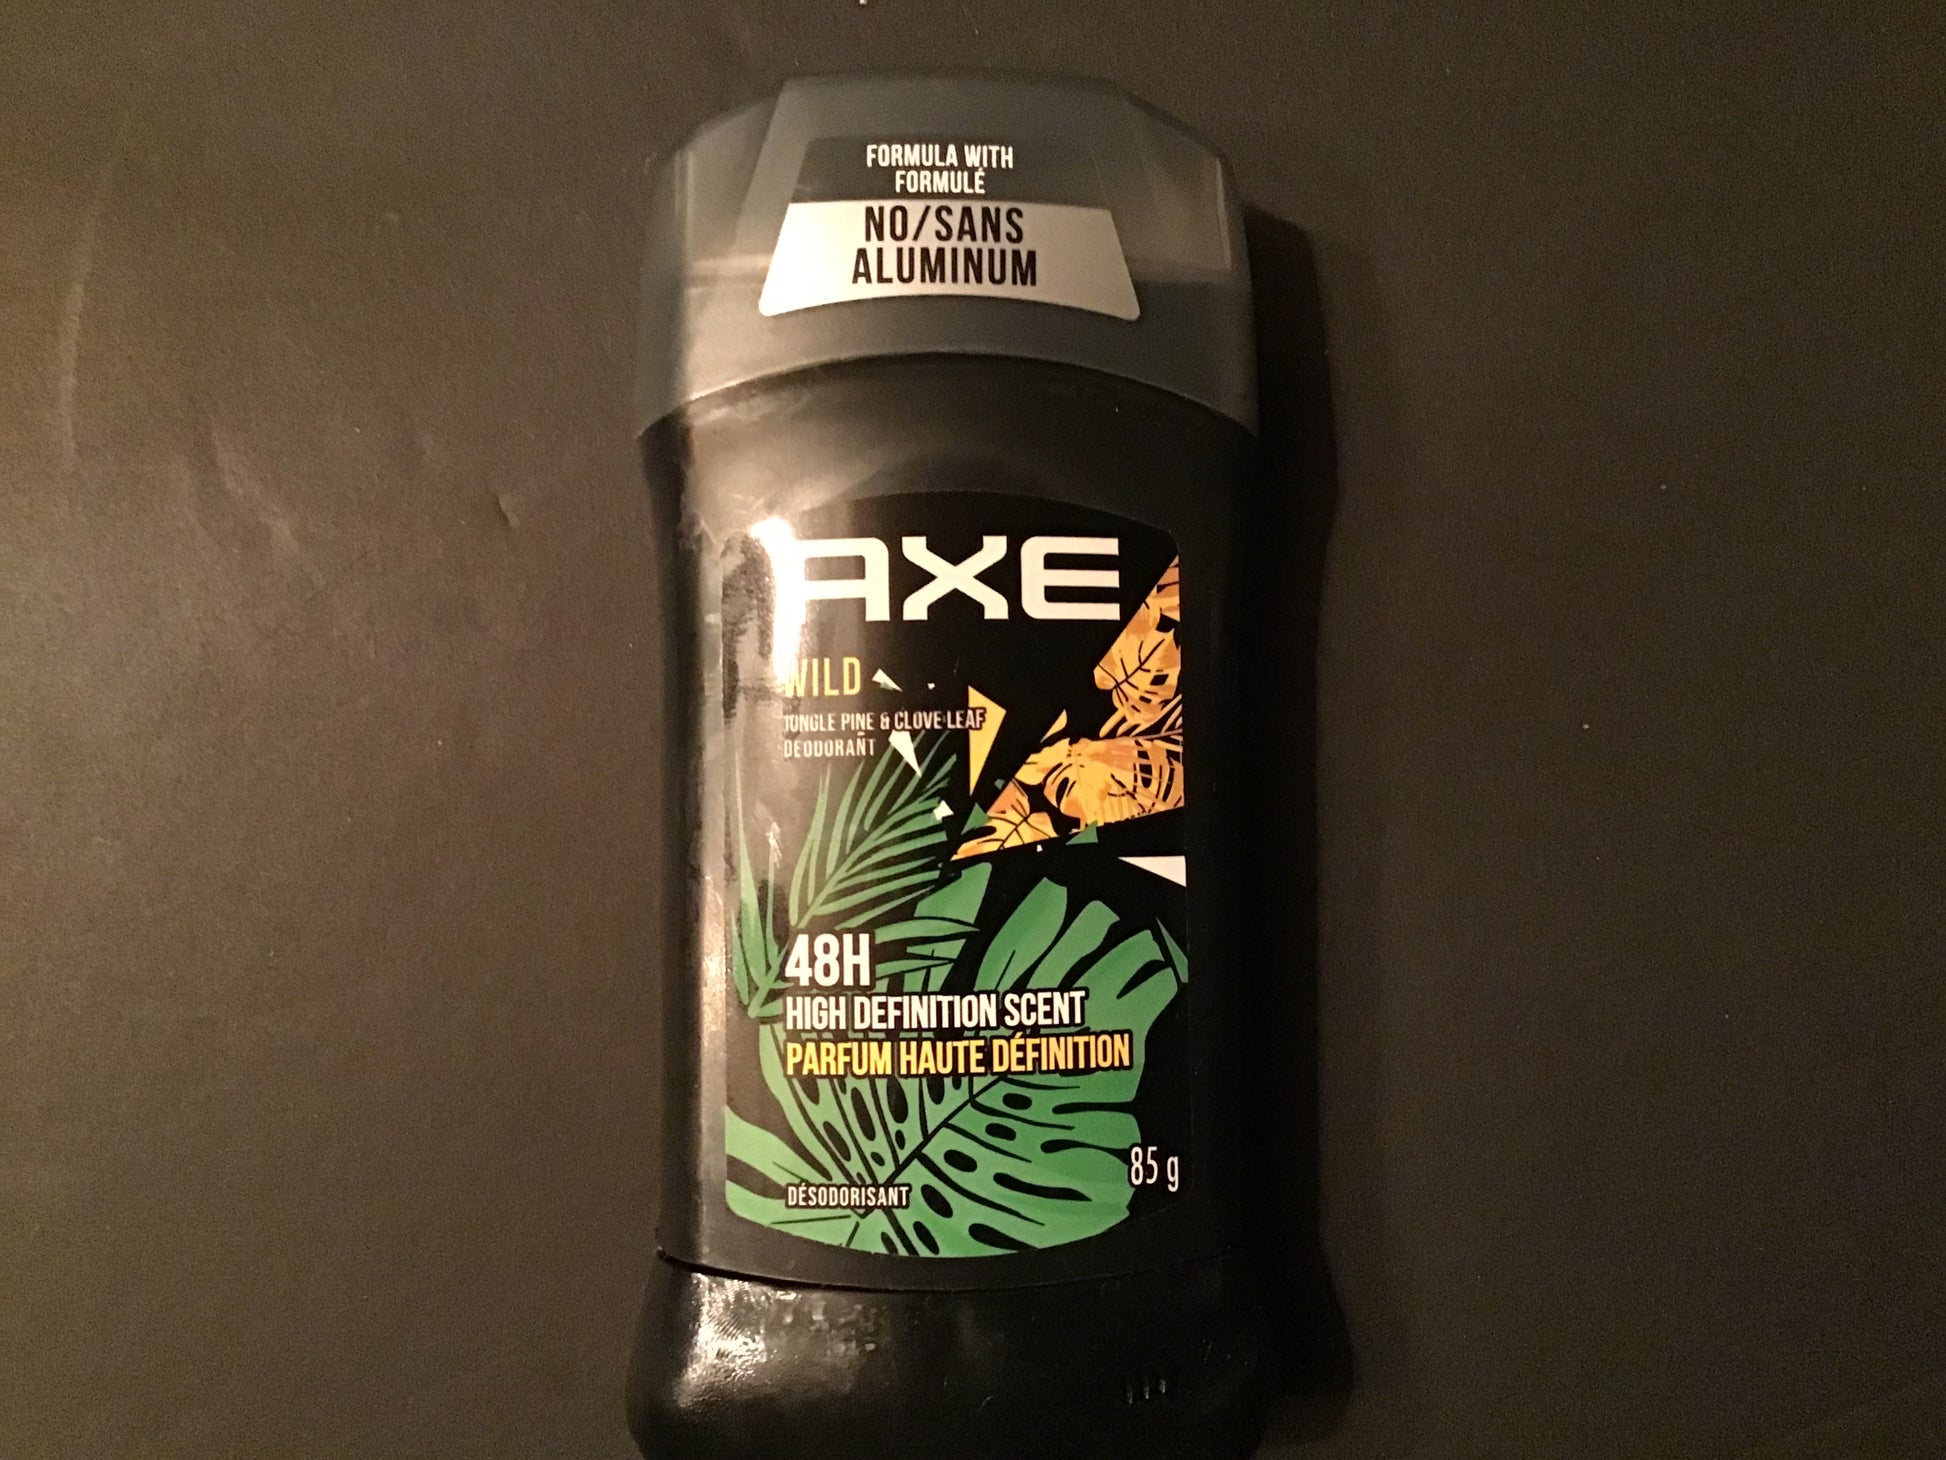 FORMULA WITH
FORMULÉ
NO/SANS
ALUMINUM
AXE
WILD
JUNGLE PINE & CLOVE LEAF
DEODORANT
48H
HIGH DEFINITION SCENT
PARFUM HAUTE DÉFINITION
85 g
DÉSODORISANT